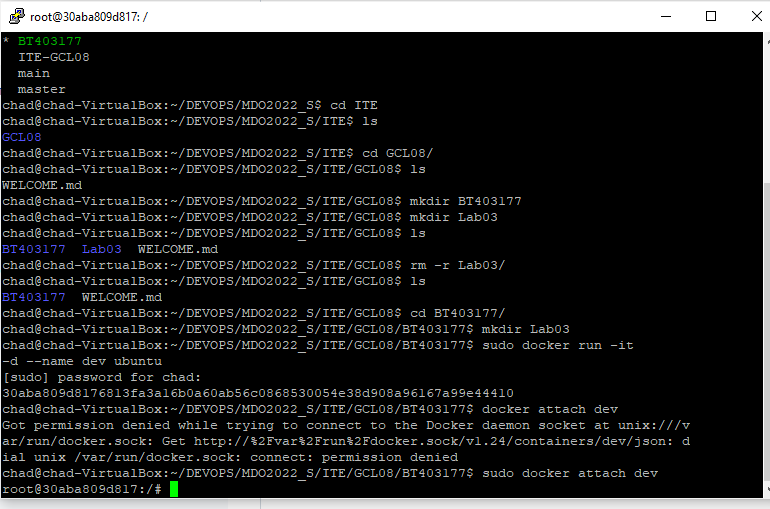 root@30aba809d817: /
* BT403177
ITE-GCL08
main
master
chad@chad-VirtualBox:~/DEVOPS/MDO2022_S$ cd ITE
chad@chad-VirtualBox:~/DEVOPS/MDO2022_S/ITE$ ls
GCL08
chad@chad-VirtualBox:~/DEVOPS/MDO2022_S/ITE$ cd GCL08/
chad@chad-VirtualBox:~/DEVOPS/MDO2022_S/ITE/GCL08$ ls
WELCOME.md
chad@chad-VirtualBox:~/DEVOPS/MDO2022_S/ITE/GCL08$ mkdir BT403177
chad@chad-VirtualBox:~/DEVOPS/MDO2022_S/ITE/GCL08$ mkdir Lab03
chad@chad-VirtualBox:~/DEVOPS/MDO2022_S/ITE/GCL08$ ls
BT403177  Lab03  WELCOME.md
chad@chad-VirtualBox:~/DEVOPS/MDO2022_S/ITE/GCL08$ rm -r Lab03/
chad@chad-VirtualBox:~/DEVOPS/MDO2022_S/ITE/GCL08$ ls
BT403177  WELCOME.md
chad@chad-VirtualBox:~/DEVOPS/MDO2022_S/ITE/GCL08$ cd BT403177/
chad@chad-VirtualBox:~/DEVOPS/MDO2022_S/ITE/GCL08/BT403177$ mkdir Lab03
chad@chad-VirtualBox:~/DEVOPS/MDO2022_S/ITE/GCL08/BT403177$ sudo docker run -it
-d --name dev ubuntu
[sudo] password for chad:
30aba809d8176813fa3a16b0a60ab56c0868530054e38d908a96167a99e44410
chad@chad-VirtualBox:~/DEVOPS/MDO2022_S/ITE/GCL08/BT403177$ docker attach dev
Got permission denied while trying to connect to the Docker daemon socket at unix:///v
ar/run/docker.sock: Get http://%2Fvar%2Frun%2Fdocker.sock/v1.24/containers/dev/json: d
ial unix /var/run/docker.sock: connect: permission denied
chad@chad-VirtualBox:~/DEVOPS/MDO2022_S/ITE/GCL08/BT403177$ sudo docker attach dev
root@30aba809d817:/#